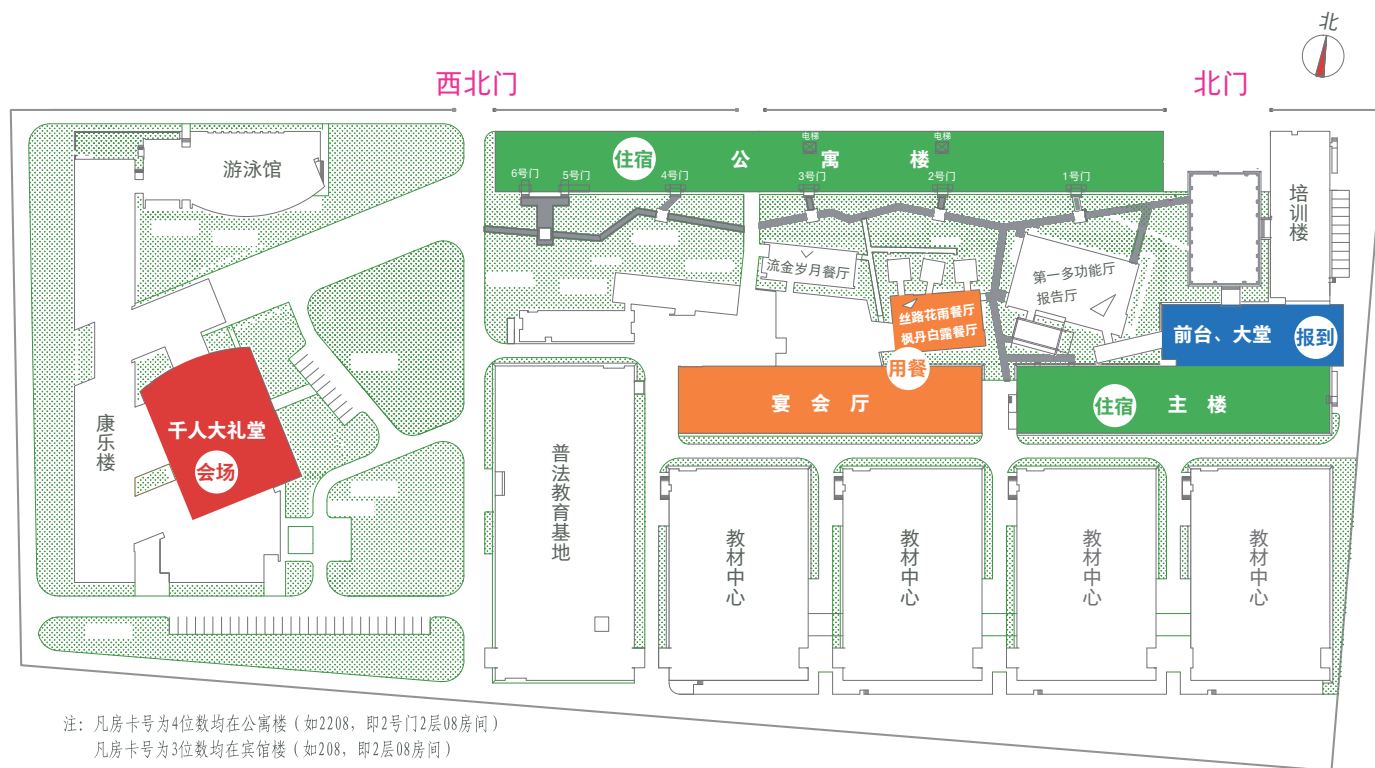 北
西北门
北门
游泳馆
住宿
公寓楼
电梯
电梯
6号门
5号门
4号门
3号门
2号门
1号门
培训楼
流金岁月餐厅
第一多功能厅
报告厅
丝路花雨餐厅
枫丹白露餐厅
用餐
前台、大堂
报到
宴会厅
住宿
主楼
康乐楼
千人大礼堂
会场
普法教育基地
教材中心
教材中心
教材中心
教材中心
注：凡房卡号为4位数均在公寓楼（如2208，即2号门2层08房间）
凡房卡号为3位数均在宾馆楼（如208，即2层08房间）